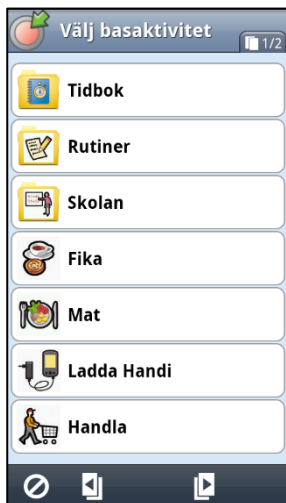 Välj basaktivitet
1/2
Tidbok
Rutiner
Skolan
Fika
Mat
Ladda Handi
Handla